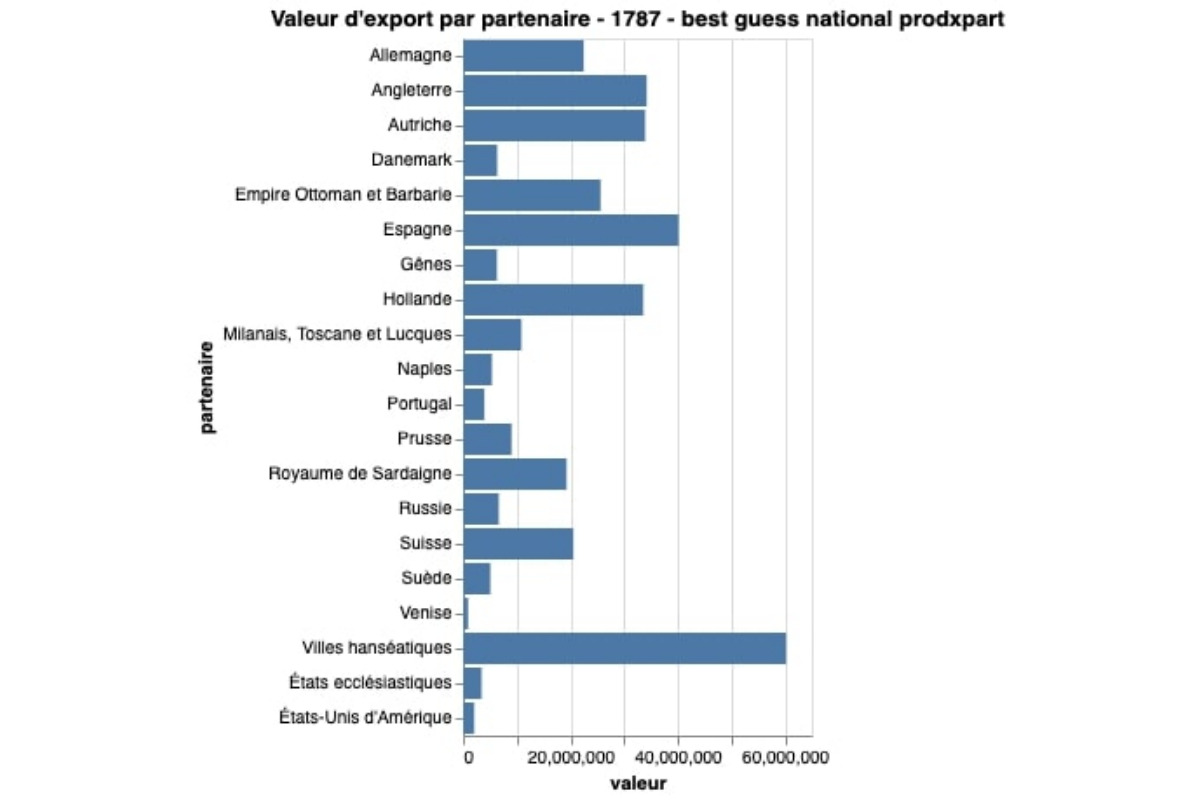 Valeur d'export par partenaire - 1787 - best guess national prodxpart
Allemagne
Angleterre
Autriche
Danemark
Empire Ottoman et Barbarie
Espagne
Gênes
Hollande
Milanais, Toscane et Lucques
Naples
Portugal
Prusse
Royaume de Sardaigne
Russie
Suisse
Suède
Venise
Villes hanséatiques
États ecclésiastiques
États-Unis d'Amérique
partenaire
0 20,000,000 40,000,000 60,000,000
valeur